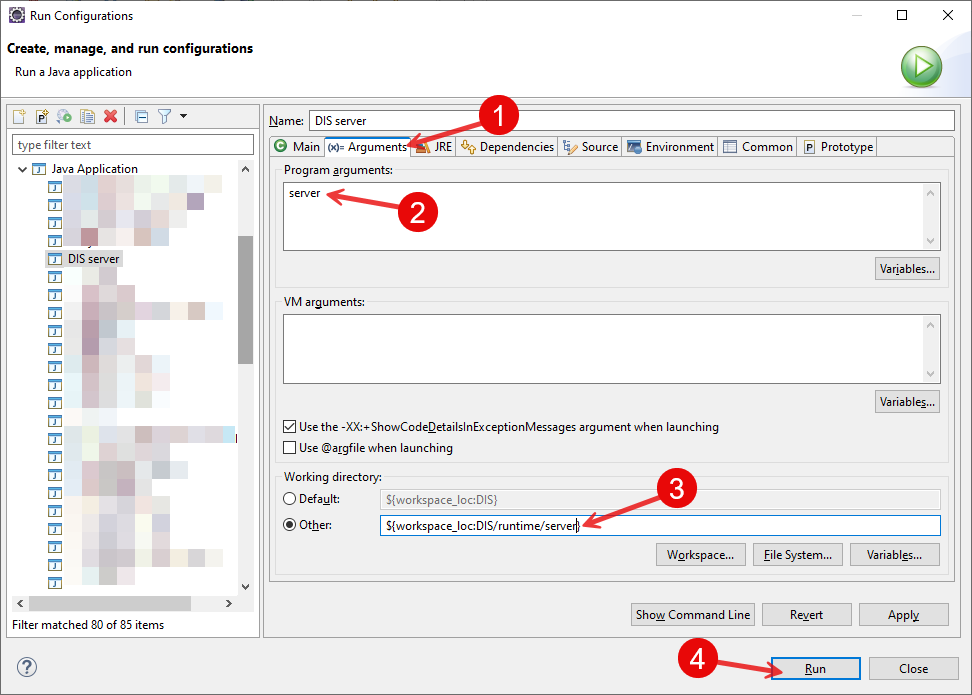 Run Configurations
Create, manage, and run configurations
Run a Java application
type filter text
Java Application
DIS server
Filter matched 80 of 85 items
Name: DIS server
1
Main (x)= Arguments JRE Dependencies Source Environment Common Prototype
Program arguments:
server
2
Variables...
VM arguments:
Variables...
Use the -XX:+ShowCodeDetailsInExceptionMessages argument when launching
Use @argfile when launching
Working directory:
Default: ${workspace_loc:DIS}
3
Other: ${workspace_loc:DIS/runtime/server}
Workspace... File System... Variables...
Show Command Line Revert Apply
4
Run Close